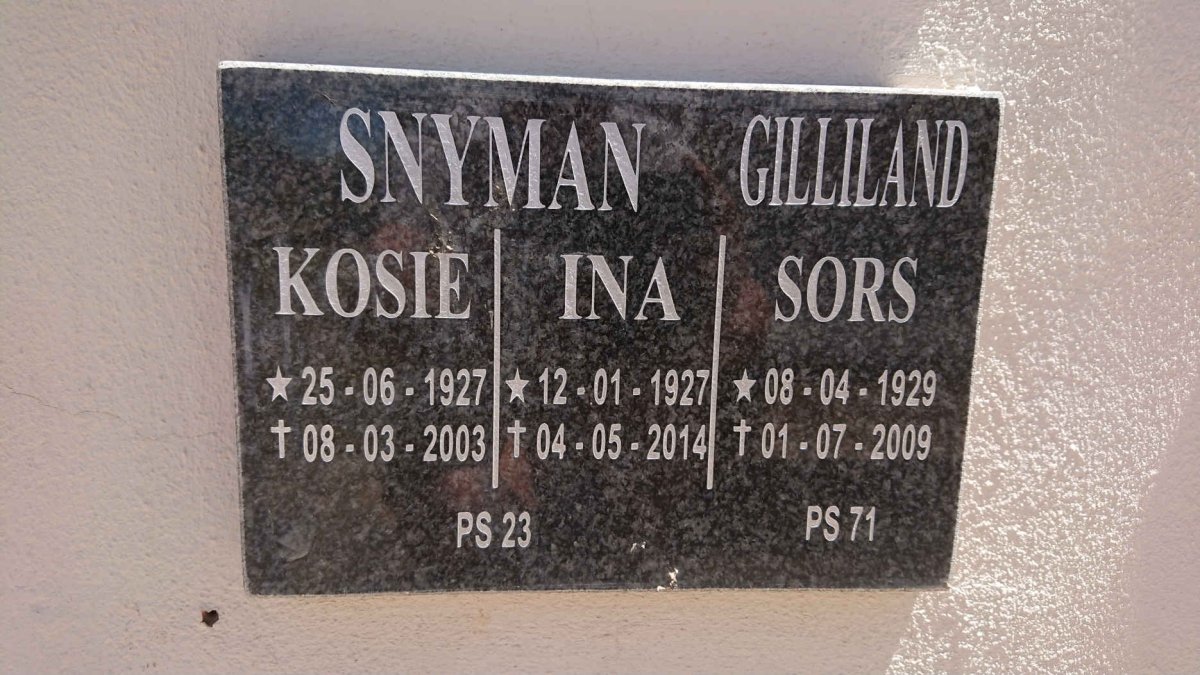 SNYMAN GILLILAND
KOSIE INA SORS
★ 25 - 06 - 1927 ★ 12 - 01 - 1927 ★ 08 - 04 - 1929
† 08 - 03 - 2003 † 04 - 05 - 2014 † 01 - 07 - 2009
PS 23 PS 71